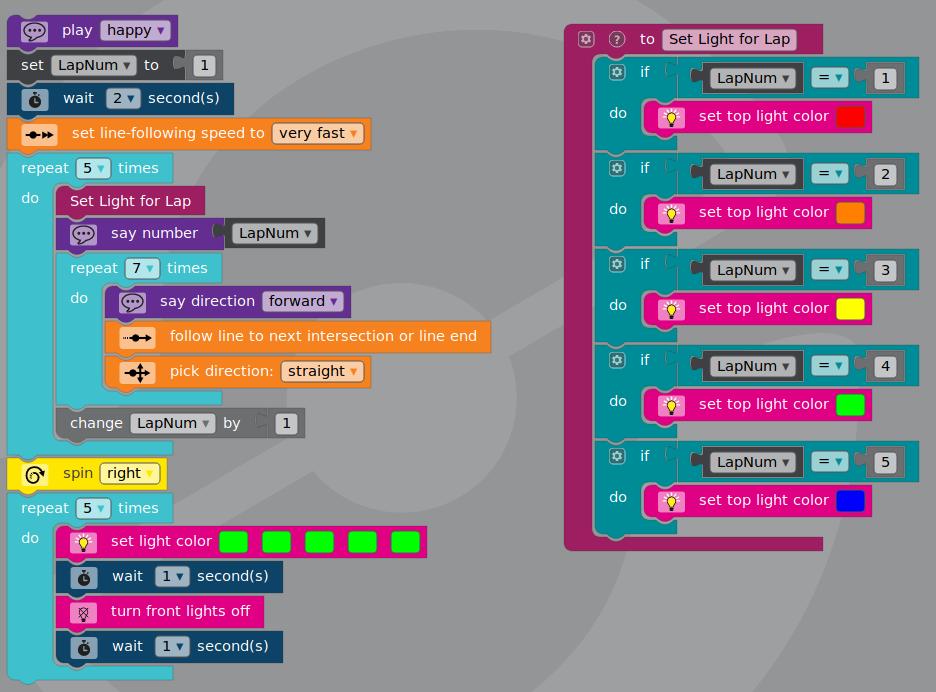 play happy
set LapNum to 1
wait 2 second(s)
set line-following speed to very fast
repeat 5 times
do
Set Light for Lap
say number LapNum
repeat 7 times
do
say direction forward
follow line to next intersection or line end
pick direction: straight
change LapNum by 1
spin right
repeat 5 times
do
set light color
wait 1 second(s)
turn front lights off
wait 1 second(s)
? to Set Light for Lap
if LapNum = 1
do set top light color
if LapNum = 2
do set top light color
if LapNum = 3
do set top light color
if LapNum = 4
do set top light color
if LapNum = 5
do set top light color